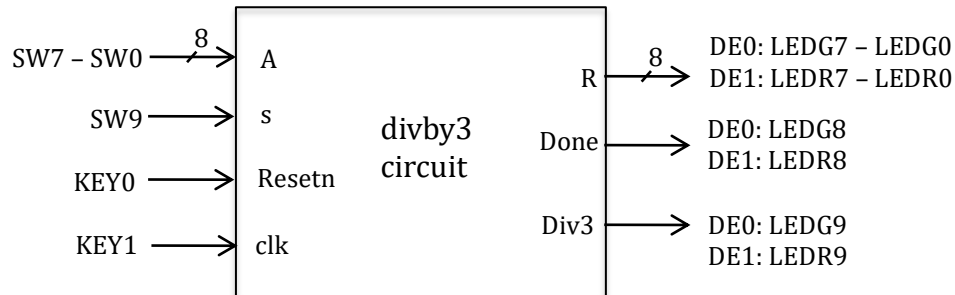 SW7 – SW0
8
A
SW9
s
KEY0
Resetn
KEY1
clk
divby3
circuit
R
8
DE0: LEDG7 – LEDG0
DE1: LEDR7 – LEDR0
Done
DE0: LEDG8
DE1: LEDR8
Div3
DE0: LEDG9
DE1: LEDR9